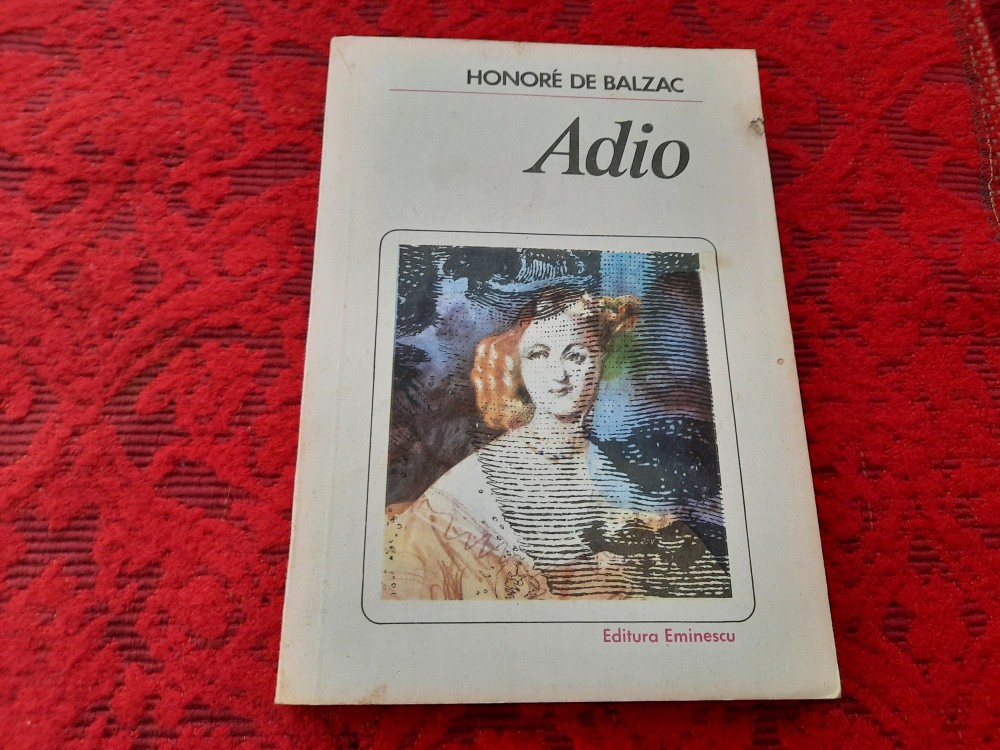 HONORÉ DE BALZAC
Adio
Editura Eminescu